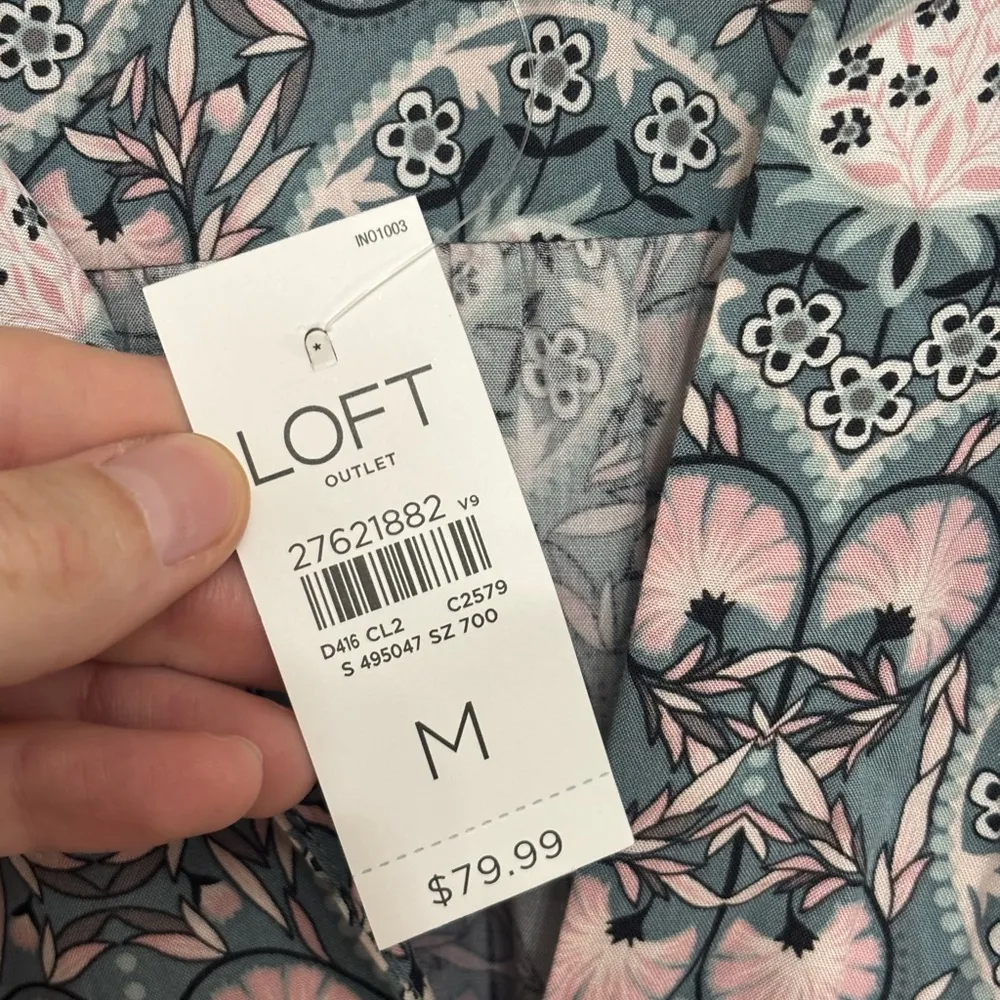 IN01003
LOFT
OUTLET
27621882 V9
D416 CL2 C2579
S 495047 SZ 700
M
$79.99